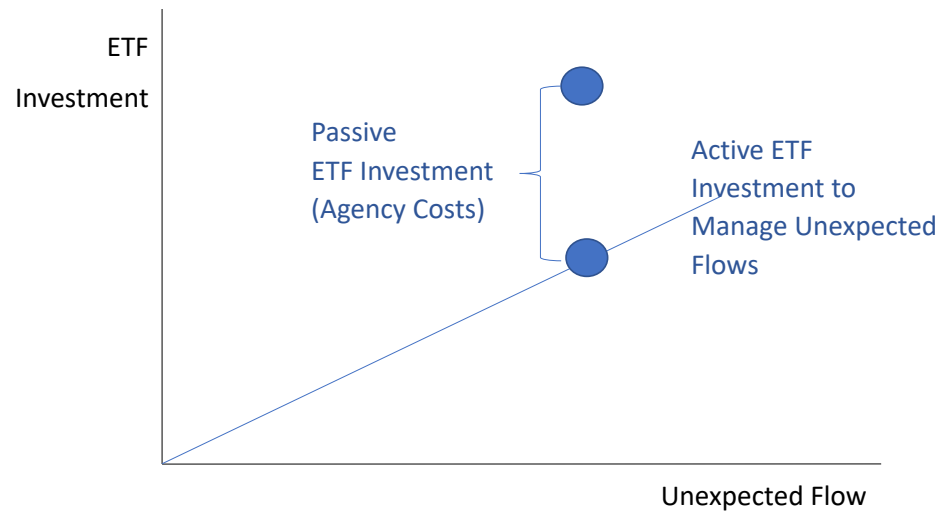 ETF
Investment
Passive
ETF Investment
(Agency Costs)
Active ETF
Investment to
Manage Unexpected
Flows
Unexpected Flow